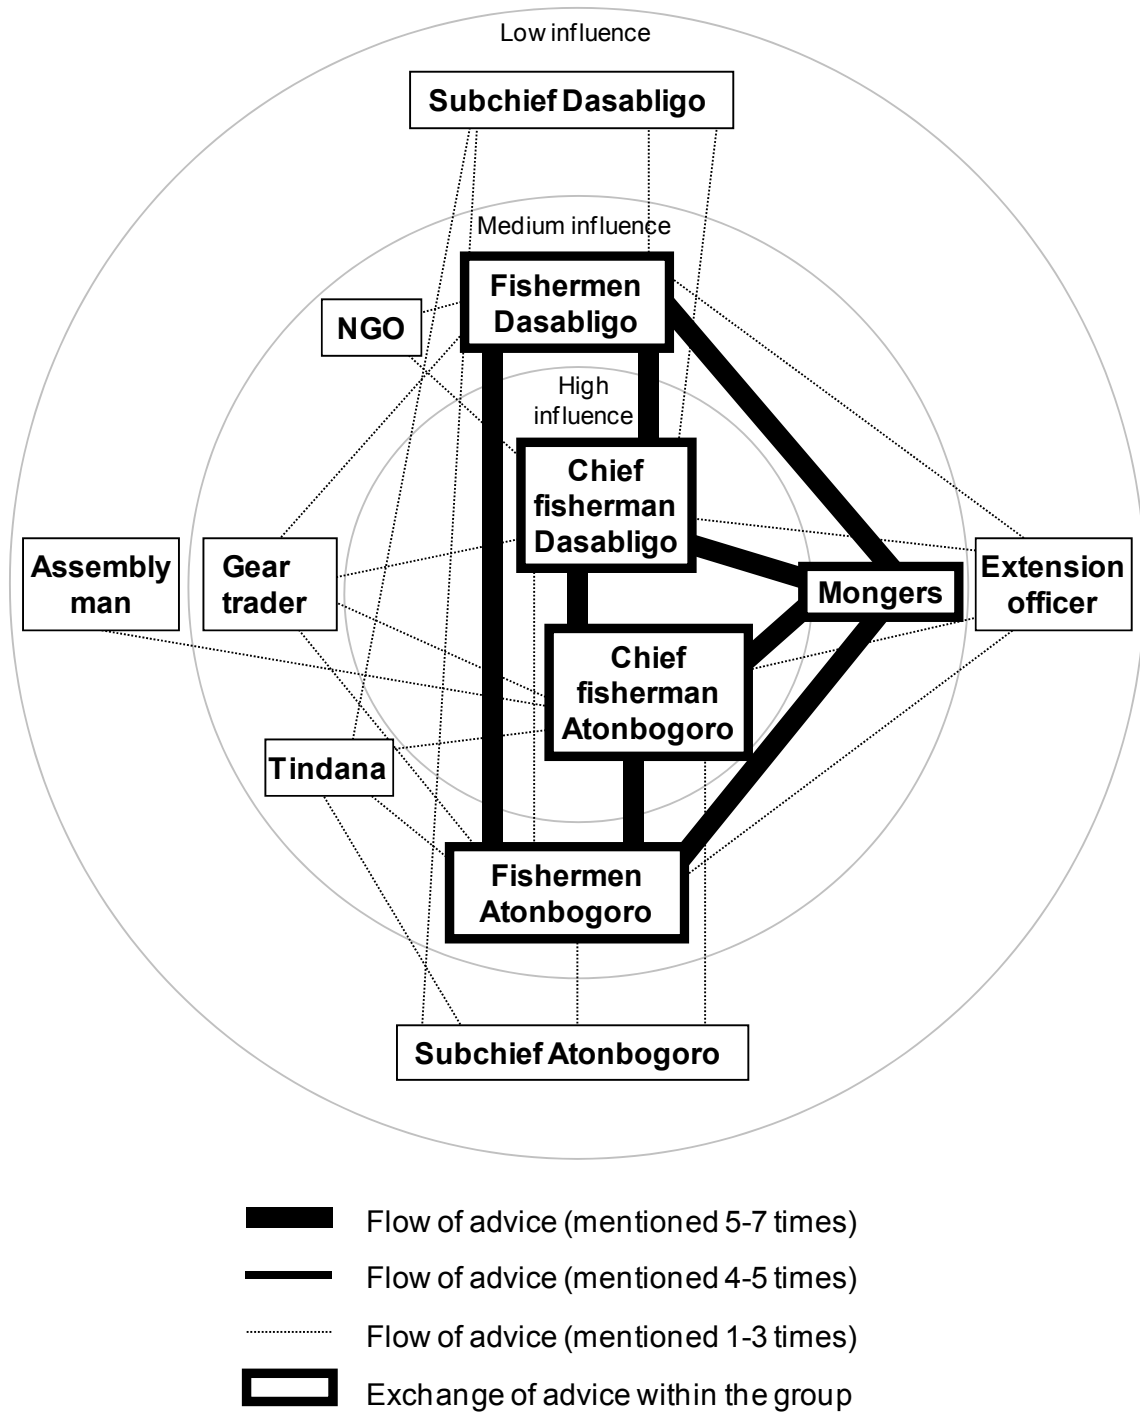 Low influence
Subchief Dasabligo
Medium influence
Fishermen
Dasabligo
NGO
High
influence
Chief
fisherman
Dasabligo
Assembly
man
Gear
trader
Mongers
Extension
officer
Chief
fisherman
Atonbogoro
Tindana
Fishermen
Atonbogoro
Subchief Atonbogoro
Flow of advice (mentioned 5-7 times)
Flow of advice (mentioned 4-5 times)
Flow of advice (mentioned 1-3 times)
Exchange of advice within the group